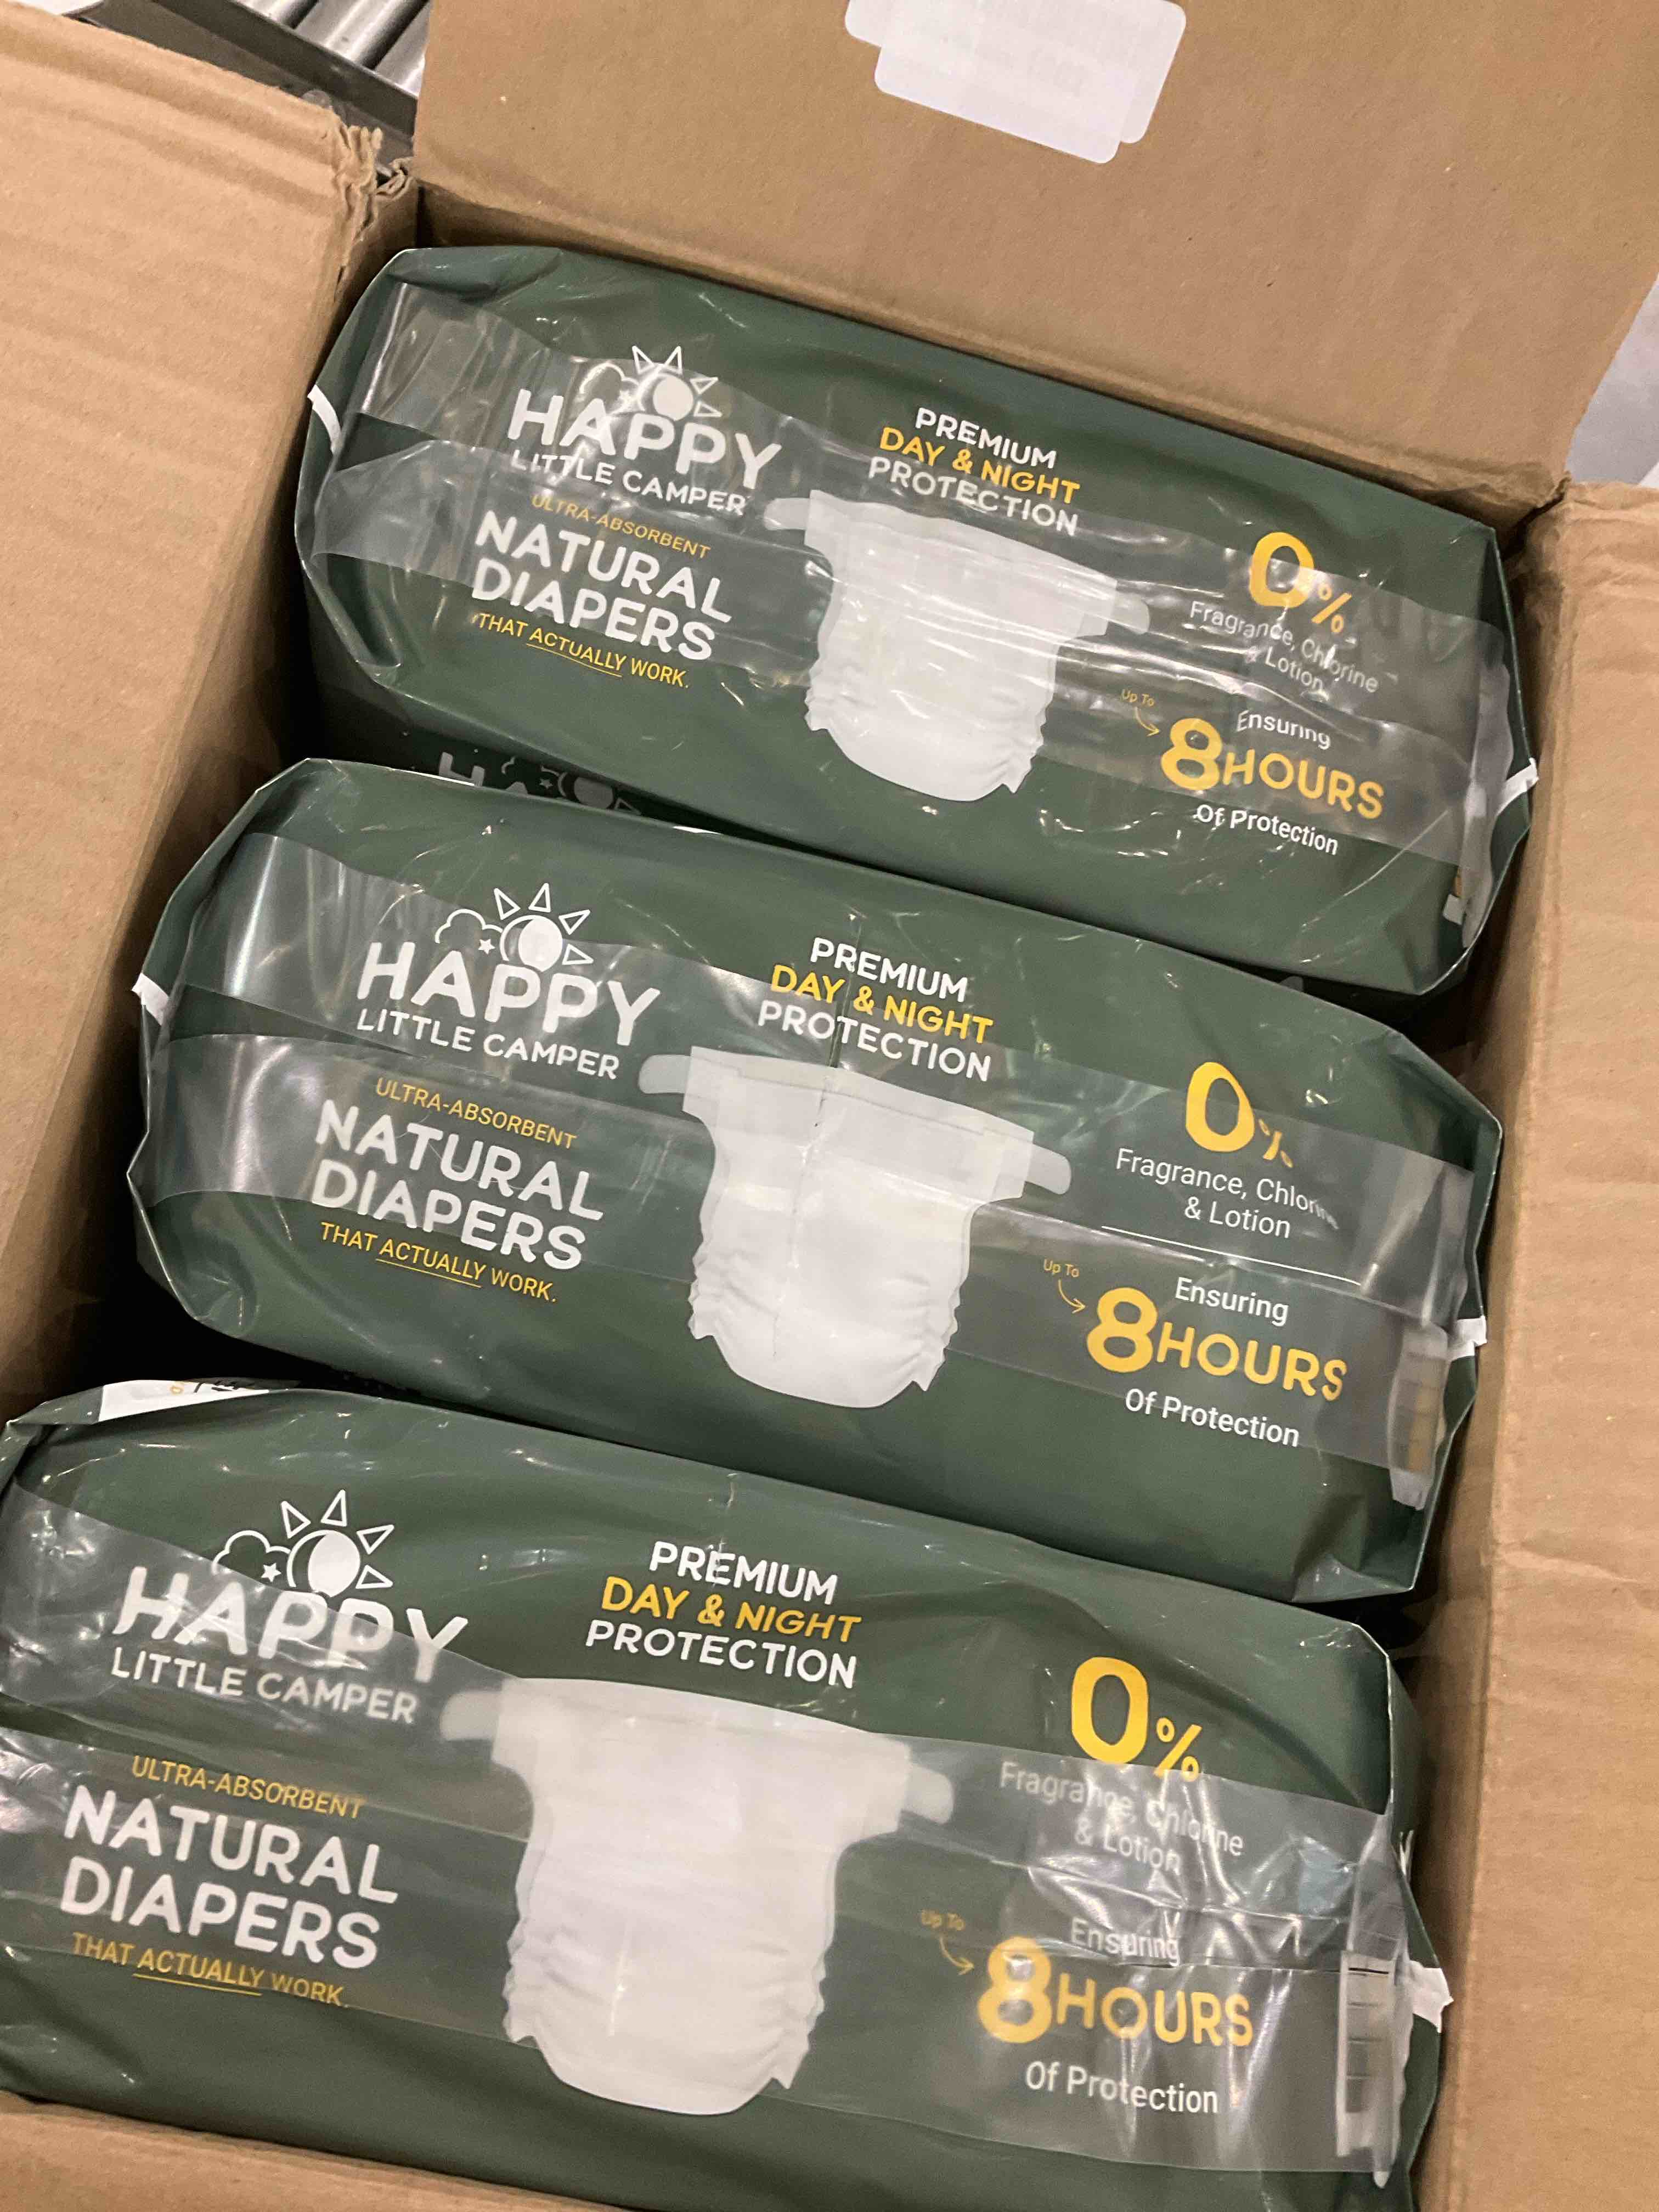 HAPPY
LITTLE CAMPER
ULTRA-ABSORBENT
NATURAL
DIAPERS
THAT ACTUALLY WORK.
PREMIUM
DAY & NIGHT
PROTECTION
0%
Fragrance, Chlorine
& Lotion
Up To
Ensuring
8HOURS
Of Protection
HAPPY
LITTLE CAMPER
ULTRA-ABSORBENT
NATURAL
DIAPERS
THAT ACTUALLY WORK.
PREMIUM
DAY & NIGHT
PROTECTION
0%
Fragrance, Chlorine
& Lotion
Up To
Ensuring
8HOURS
Of Protection
HAPPY
LITTLE CAMPER
ULTRA-ABSORBENT
NATURAL
DIAPERS
THAT ACTUALLY WORK.
PREMIUM
DAY & NIGHT
PROTECTION
0%
Fragrance, Chlorine
& Lotion
Up To
Ensuring
8HOURS
Of Protection